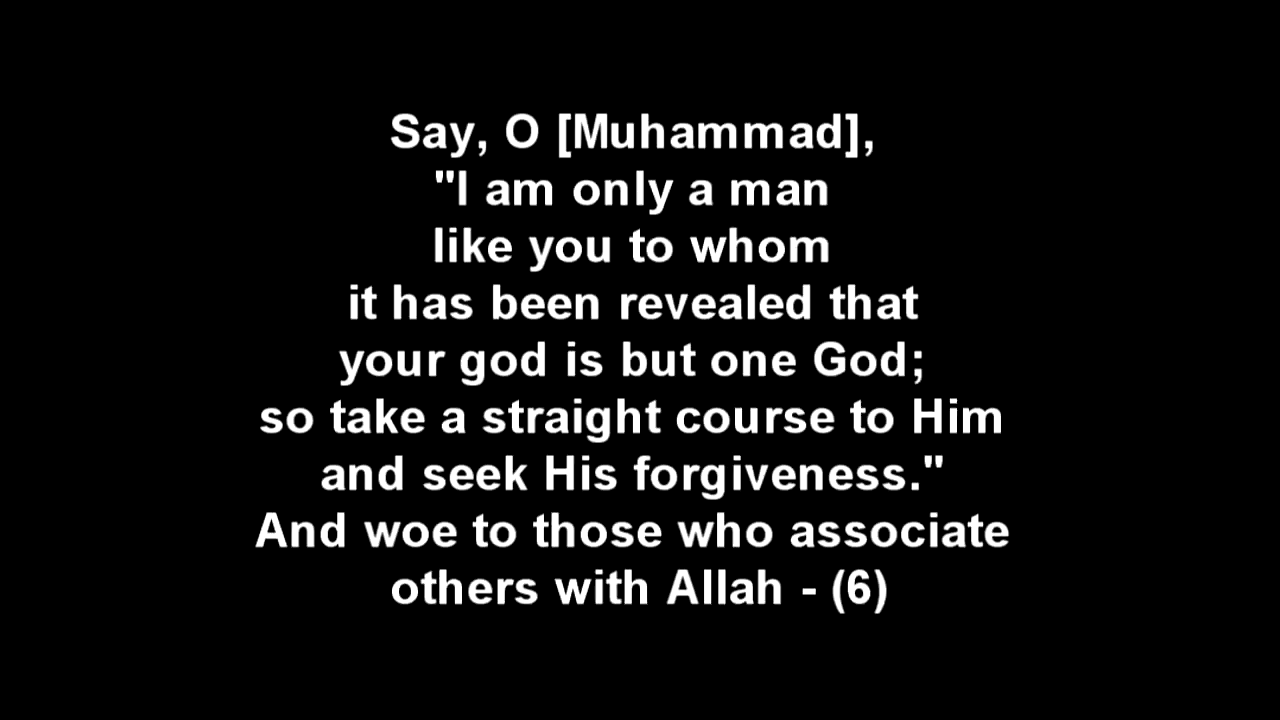 Say, O [Muhammad],
"I am only a man
like you to whom
it has been revealed that
your god is but one God;
so take a straight course to Him
and seek His forgiveness."
And woe to those who associate
others with Allah - (6)